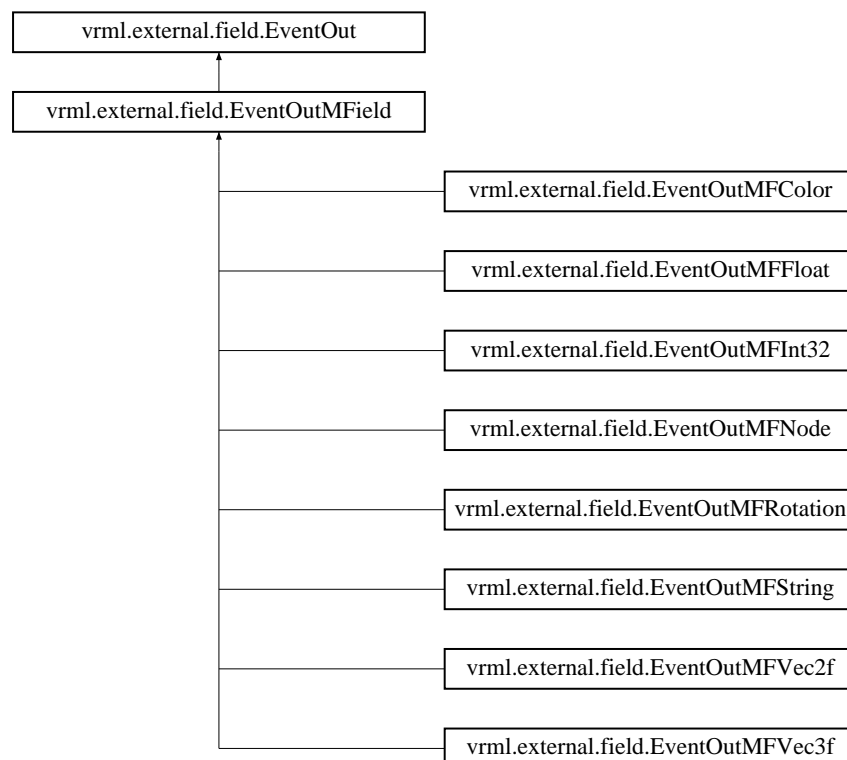 vrml.external.field.EventOut
vrml.external.field.EventOutMField
vrml.external.field.EventOutMFColor
vrml.external.field.EventOutMFFloat
vrml.external.field.EventOutMFInt32
vrml.external.field.EventOutMFNode
vrml.external.field.EventOutMFRotation
vrml.external.field.EventOutMFString
vrml.external.field.EventOutMFVec2f
vrml.external.field.EventOutMFVec3f